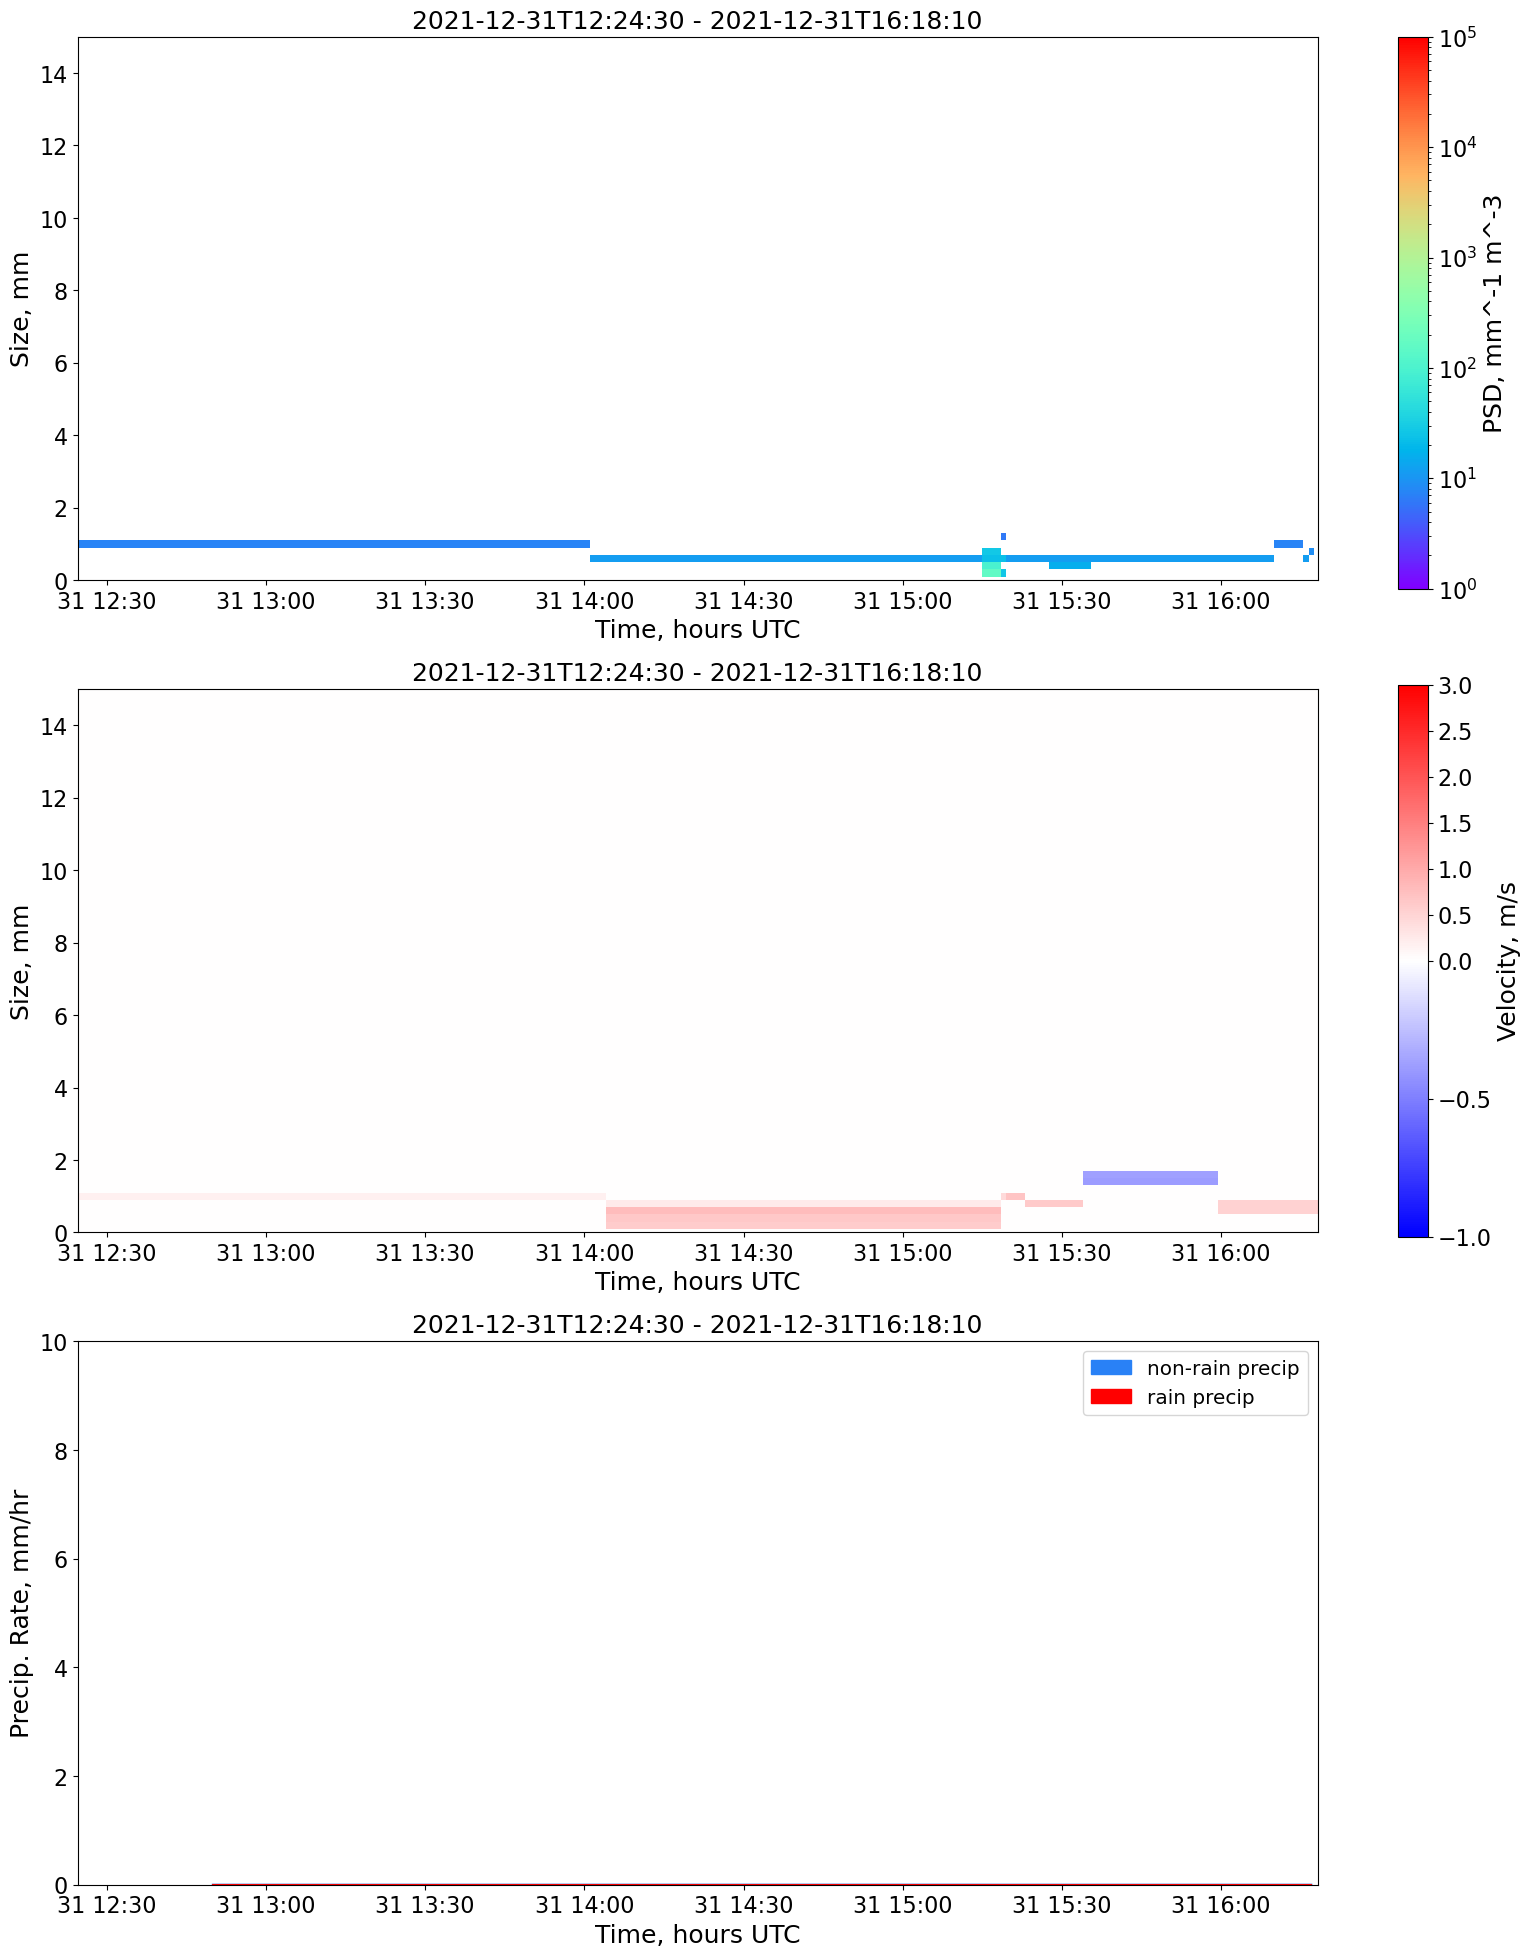 2021-12-31T12:24:30 - 2021-12-31T16:18:10
14
12
10
8
6
4
2
0
Size, mm
31 12:30 31 13:00 31 13:30 31 14:00 31 14:30 31 15:00 31 15:30 31 16:00
Time, hours UTC
10^5
10^4
10^3
10^2
10^1
10^0
PSD, mm^-1 m^-3
2021-12-31T12:24:30 - 2021-12-31T16:18:10
14
12
10
8
6
4
2
0
Size, mm
31 12:30 31 13:00 31 13:30 31 14:00 31 14:30 31 15:00 31 15:30 31 16:00
Time, hours UTC
3.0
2.5
2.0
1.5
1.0
0.5
0.0
−0.5
−1.0
Velocity, m/s
2021-12-31T12:24:30 - 2021-12-31T16:18:10
10
8
6
4
2
0
Precip. Rate, mm/hr
non-rain precip
rain precip
31 12:30 31 13:00 31 13:30 31 14:00 31 14:30 31 15:00 31 15:30 31 16:00
Time, hours UTC